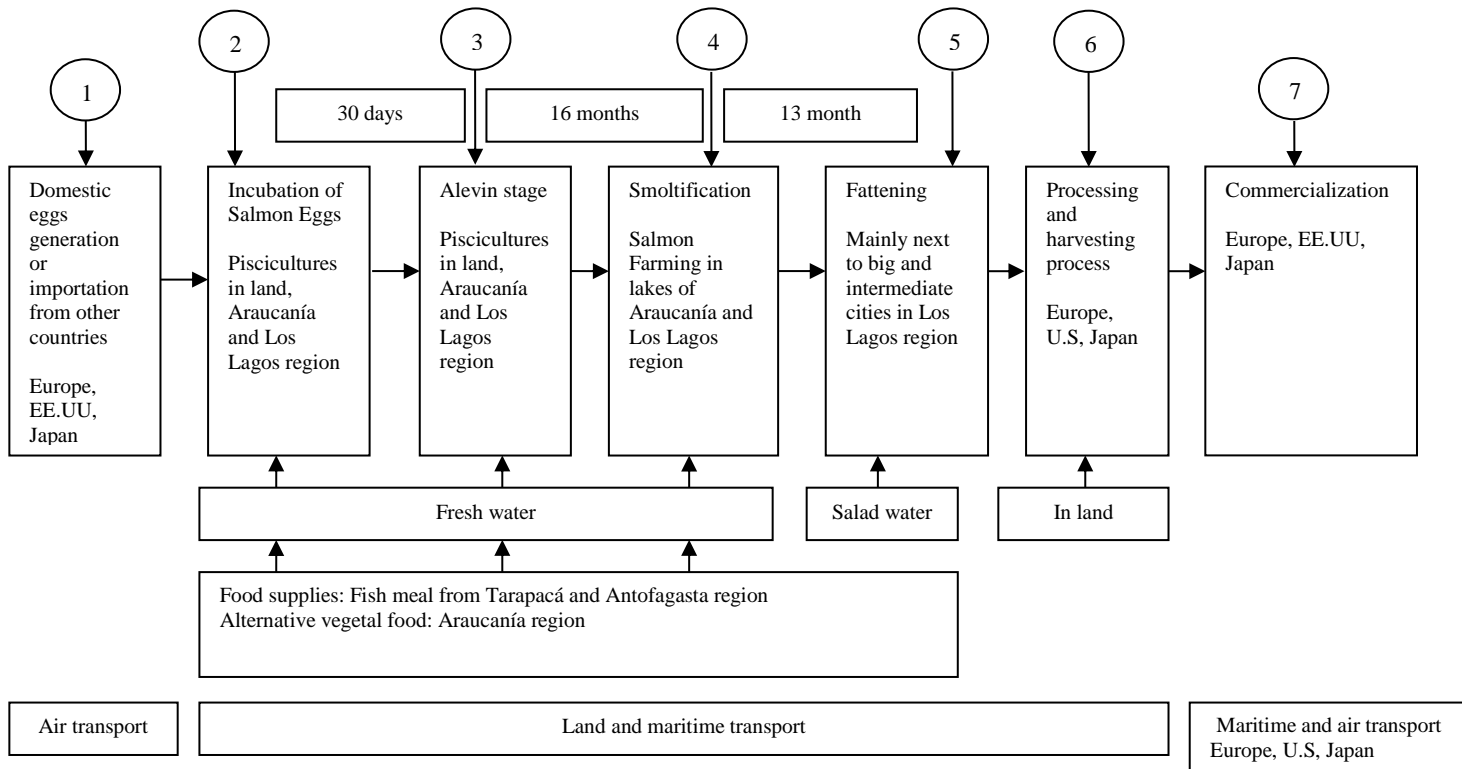 1
2
3
4
5
6
7
30 days
16 months
13 month
Domestic
eggs
generation
or
importation
from other
countries
Europe,
EE.UU,
Japan
Incubation of
Salmon Eggs
Piscicultures
in land,
Araucanía
and Los
Lagos region
Alevin stage
Piscicultures
in land,
Araucanía
and Los
Lagos
region
Smoltification
Salmon
Farming in
lakes of
Araucanía and
Los Lagos
region
Fattening
Mainly next
to big and
intermediate
cities in Los
Lagos region
Processing
and
harvesting
process
Europe,
U.S, Japan
Commercialization
Europe, EE.UU,
Japan
Fresh water
Salad water
In land
Food supplies: Fish meal from Tarapacá and Antofagasta region
Alternative vegetal food: Araucanía region
Air transport
Land and maritime transport
Maritime and air transport
Europe, U.S, Japan